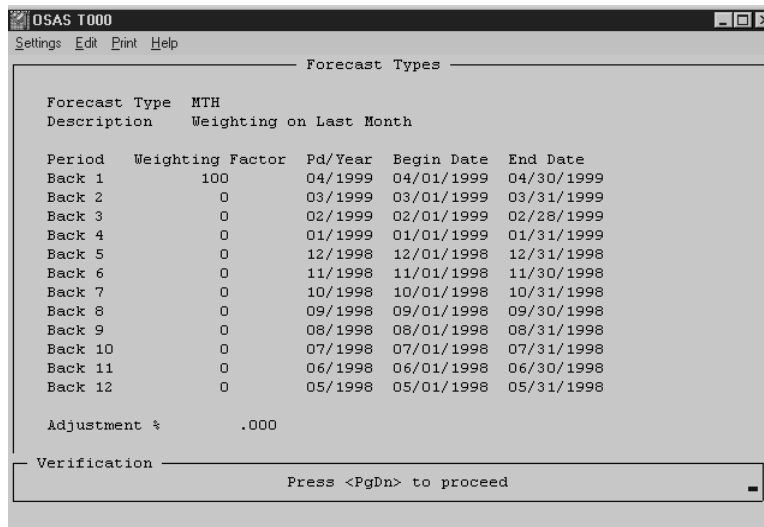 OSAS T000
Settings Edit Print Help
Forecast Types
Forecast Type MTH
Description Weighting on Last Month
Period Weighting Factor Pd/Year Begin Date End Date
Back 1 100 04/1999 04/01/1999 04/30/1999
Back 2 0 03/1999 03/01/1999 03/31/1999
Back 3 0 02/1999 02/01/1999 02/28/1999
Back 4 0 01/1999 01/01/1999 01/31/1999
Back 5 0 12/1998 12/01/1998 12/31/1998
Back 6 0 11/1998 11/01/1998 11/30/1998
Back 7 0 10/1998 10/01/1998 10/31/1998
Back 8 0 09/1998 09/01/1998 09/30/1998
Back 9 0 08/1998 08/01/1998 08/31/1998
Back 10 0 07/1998 07/01/1998 07/31/1998
Back 11 0 06/1998 06/01/1998 06/30/1998
Back 12 0 05/1998 05/01/1998 05/31/1998
Adjustment % .000
Verification
Press <PgDn> to proceed